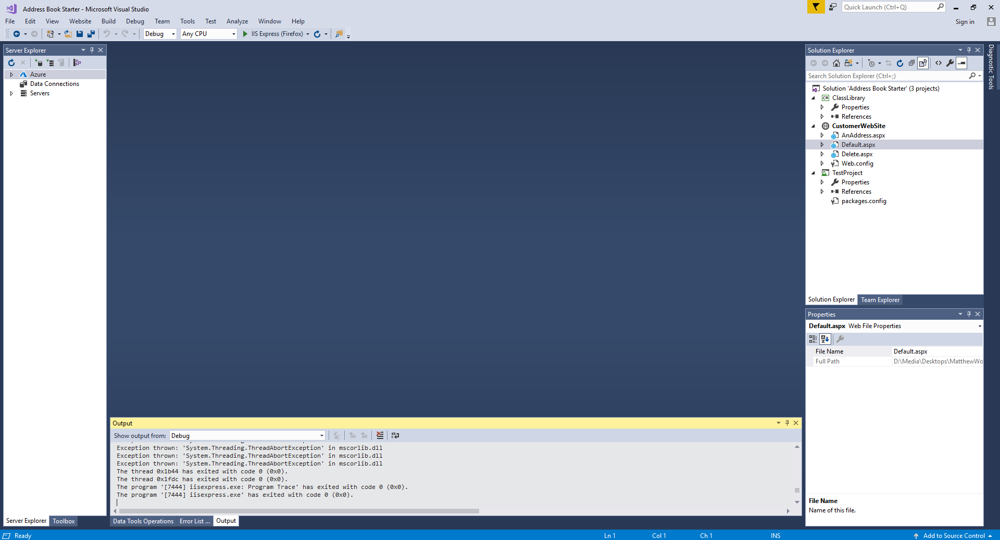 Address Book Starter - Microsoft Visual Studio
Quick Launch (Ctrl+Q)
File Edit View Website Build Debug Team Tools Test Analyze Window Help
Sign in
Debug Any CPU IIS Express (Firefox)
Server Explorer
Azure
Data Connections
Servers
Server Explorer Toolbox
Output
Show output from: Debug
Exception thrown: 'System.Threading.ThreadAbortException' in mscorlib.dll
Exception thrown: 'System.Threading.ThreadAbortException' in mscorlib.dll
Exception thrown: 'System.Threading.ThreadAbortException' in mscorlib.dll
The thread 0x1b44 has exited with code 0 (0x0).
The thread 0x1fdc has exited with code 0 (0x0).
The program '[7444] iisexpress.exe: Program Trace' has exited with code 0 (0x0).
The program '[7444] iisexpress.exe' has exited with code 0 (0x0).
Data Tools Operations Error List ... Output
Solution Explorer
Search Solution Explorer (Ctrl+;)
Solution 'Address Book Starter' (3 projects)
ClassLibrary
Properties
References
CustomerWebSite
AnAddress.aspx
Default.aspx
Delete.aspx
Web.config
TestProject
Properties
References
packages.config
Solution Explorer Team Explorer
Properties
Default.aspx Web File Properties
File Name Default.aspx
Full Path D:\Media\Desktops\MatthewWo
File Name
Name of this file.
Diagnostic Tools
Ready Ln 1 Col 1 Ch 1 INS Add to Source Control